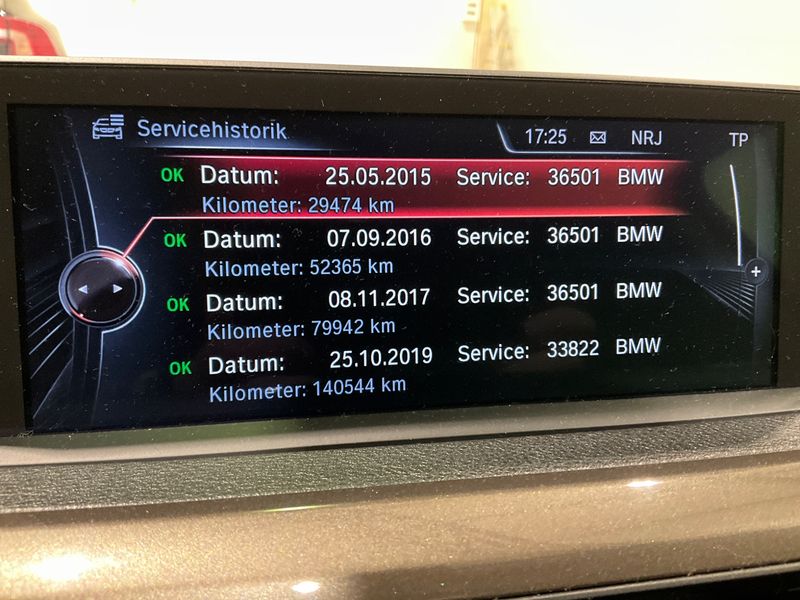 Servicehistorik 17:25 NRJ TP
OK Datum: 25.05.2015 Service: 36501 BMW
Kilometer: 29474 km
OK Datum: 07.09.2016 Service: 36501 BMW
Kilometer: 52365 km
OK Datum: 08.11.2017 Service: 36501 BMW
Kilometer: 79942 km
OK Datum: 25.10.2019 Service: 33822 BMW
Kilometer: 140544 km